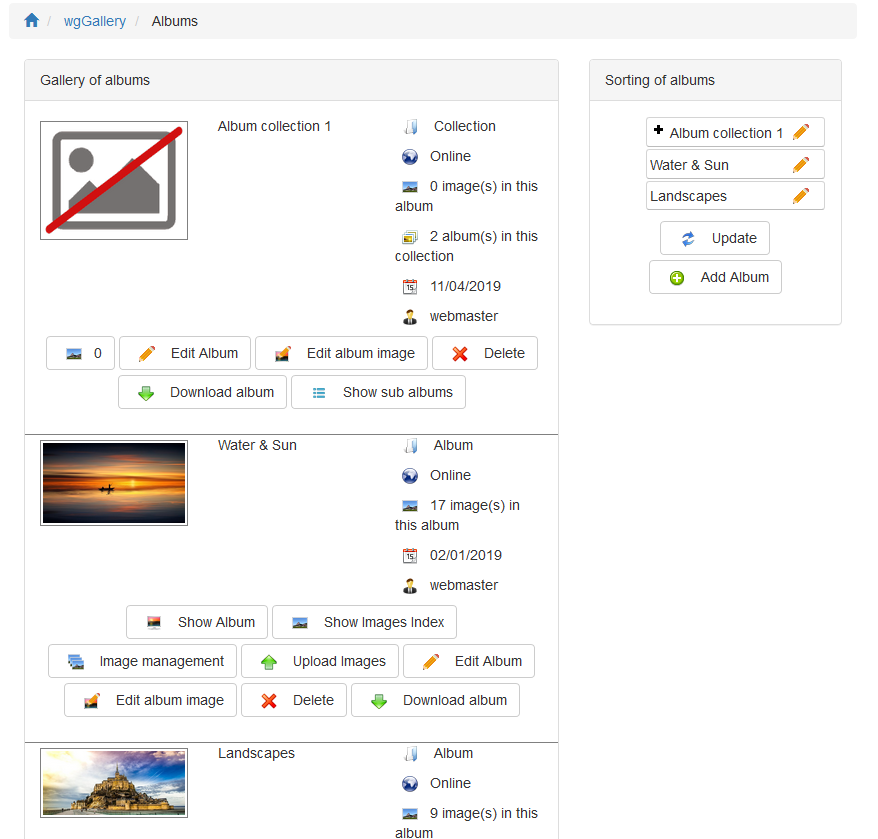 / wgGallery / Albums
Gallery of albums
Album collection 1
Collection
Online
0 image(s) in this
album
2 album(s) in this
collection
15
11/04/2019
webmaster
0
Edit Album
Edit album image
Delete
Download album
Show sub albums
Water & Sun
Album
Online
17 image(s) in
this album
15
02/01/2019
webmaster
Show Album
Show Images Index
Image management
Upload Images
Edit Album
Edit album image
Delete
Download album
Landscapes
Album
Online
9 image(s) in this
album
Sorting of albums
Album collection 1
Water & Sun
Landscapes
Update
Add Album